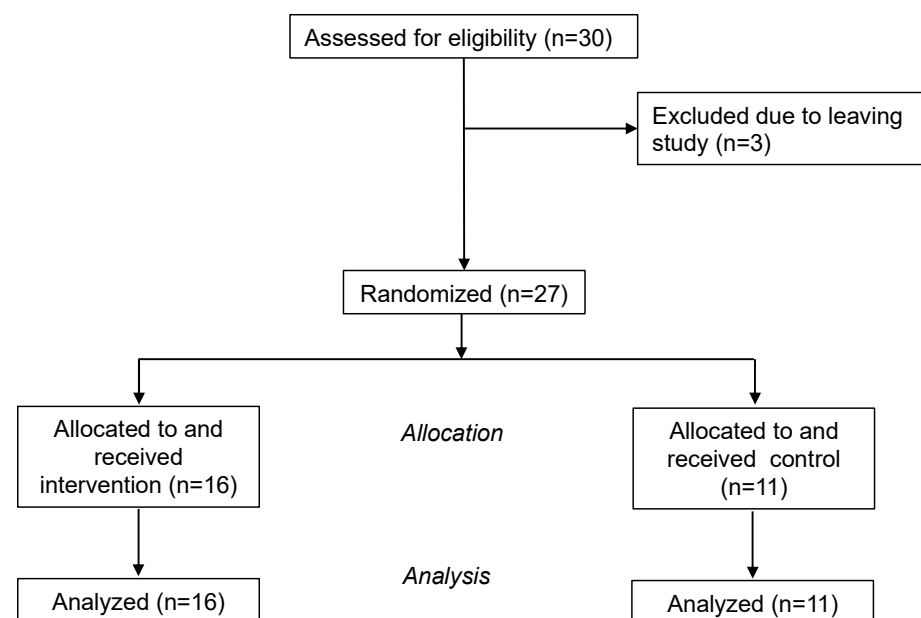 Assessed for eligibility (n=30)
Excluded due to leaving
study (n=3)
Randomized (n=27)
Allocated to and
received
intervention (n=16)
Allocation
Allocated to and
received  control
(n=11)
Analysis
Analyzed (n=16)
Analyzed (n=11)